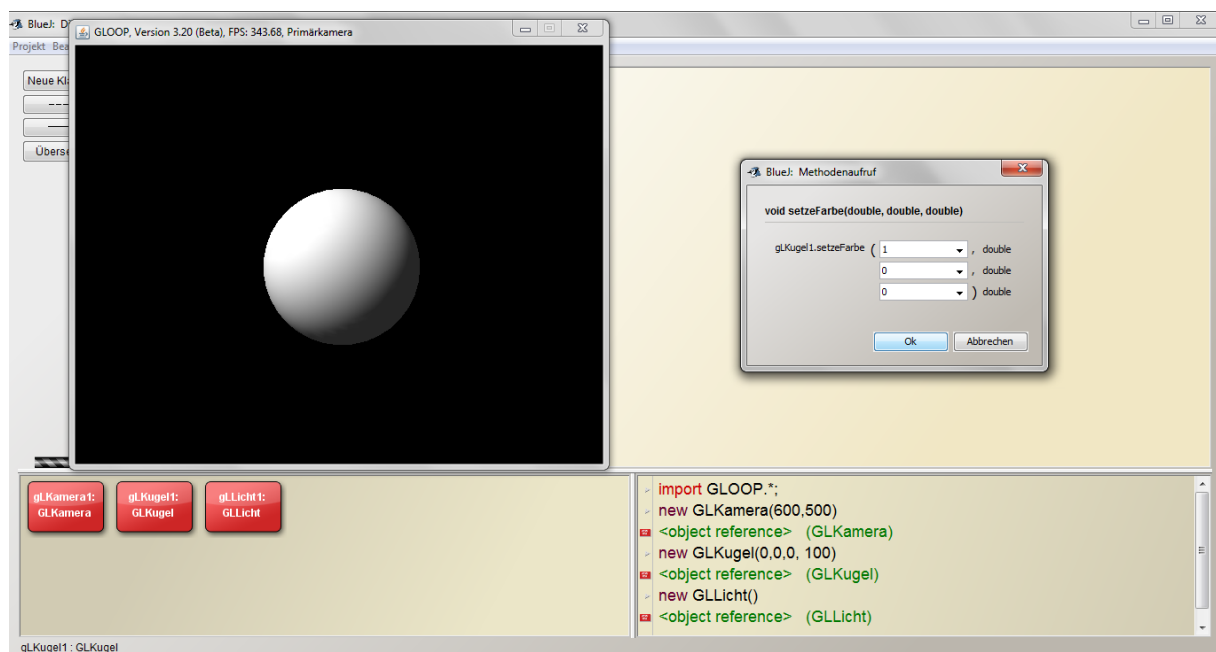 BlueJ:
GLOOP, Version 3.20 (Beta), FPS: 343.68, Primärkamera
Projekt
Neue
BlueJ: Methodenaufruf
void setzeFarbe(double, double, double)
gLKugel1.setzeFarbe ( 1 , double
0 , double
0 ) double
Ok Abbrechen
gLKamera1:
GLKamera
gLKugel1:
GLKugel
gLLicht1:
GLLicht
import GLOOP.*;
new GLKamera(600,500)
<object reference> (GLKamera)
new GLKugel(0,0,0, 100)
<object reference> (GLKugel)
new GLLicht()
<object reference> (GLLicht)
gLKugel1 : GLKugel